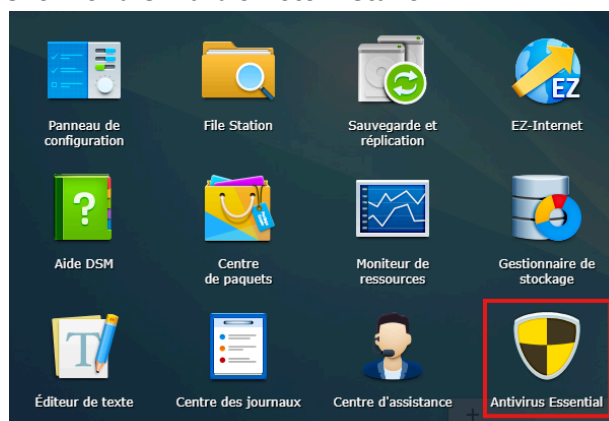 Panneau de
configuration
File Station
Sauvegarde et
réplication
EZ-Internet
EZ
?
Aide DSM
Centre
de paquets
Moniteur de
ressources
Gestionnaire de
stockage
T
Éditeur de texte
Centre des journaux
Centre d'assistance
Antivirus Essential